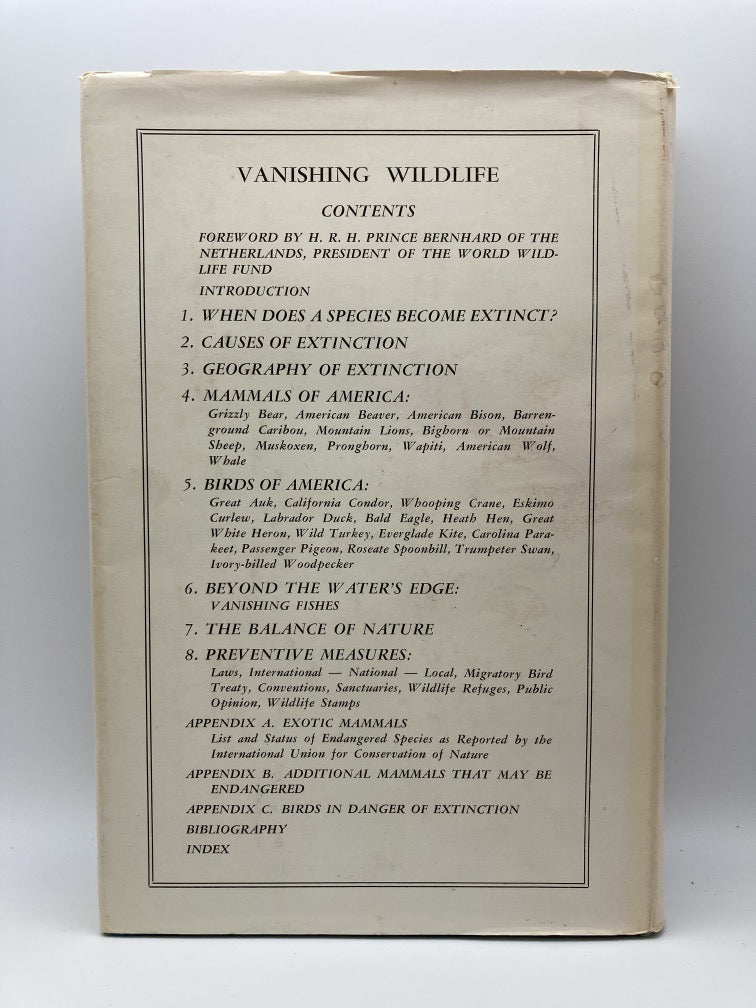 VANISHING WILDLIFE
CONTENTS
FOREWORD BY H. R. H. PRINCE BERNHARD OF THE
NETHERLANDS, PRESIDENT OF THE WORLD WILD-
LIFE FUND
INTRODUCTION
1. WHEN DOES A SPECIES BECOME EXTINCT?
2. CAUSES OF EXTINCTION
3. GEOGRAPHY OF EXTINCTION
4. MAMMALS OF AMERICA:
Grizzly Bear, American Beaver, American Bison, Barren-
ground Caribou, Mountain Lions, Bighorn or Mountain
Sheep, Muskoxen, Pronghorn, Wapiti, American Wolf,
Whale
5. BIRDS OF AMERICA:
Great Auk, California Condor, Whooping Crane, Eskimo
Curlew, Labrador Duck, Bald Eagle, Heath Hen, Great
White Heron, Wild Turkey, Everglade Kite, Carolina Para-
keet, Passenger Pigeon, Roseate Spoonbill, Trumpeter Swan,
Ivory-billed Woodpecker
6. BEYOND THE WATER'S EDGE:
VANISHING FISHES
7. THE BALANCE OF NATURE
8. PREVENTIVE MEASURES:
Laws, International — National — Local, Migratory Bird
Treaty, Conventions, Sanctuaries, Wildlife Refuges, Public
Opinion, Wildlife Stamps
APPENDIX A. EXOTIC MAMMALS
List and Status of Endangered Species as Reported by the
International Union for Conservation of Nature
APPENDIX B. ADDITIONAL MAMMALS THAT MAY BE
ENDANGERED
APPENDIX C. BIRDS IN DANGER OF EXTINCTION
BIBLIOGRAPHY
INDEX